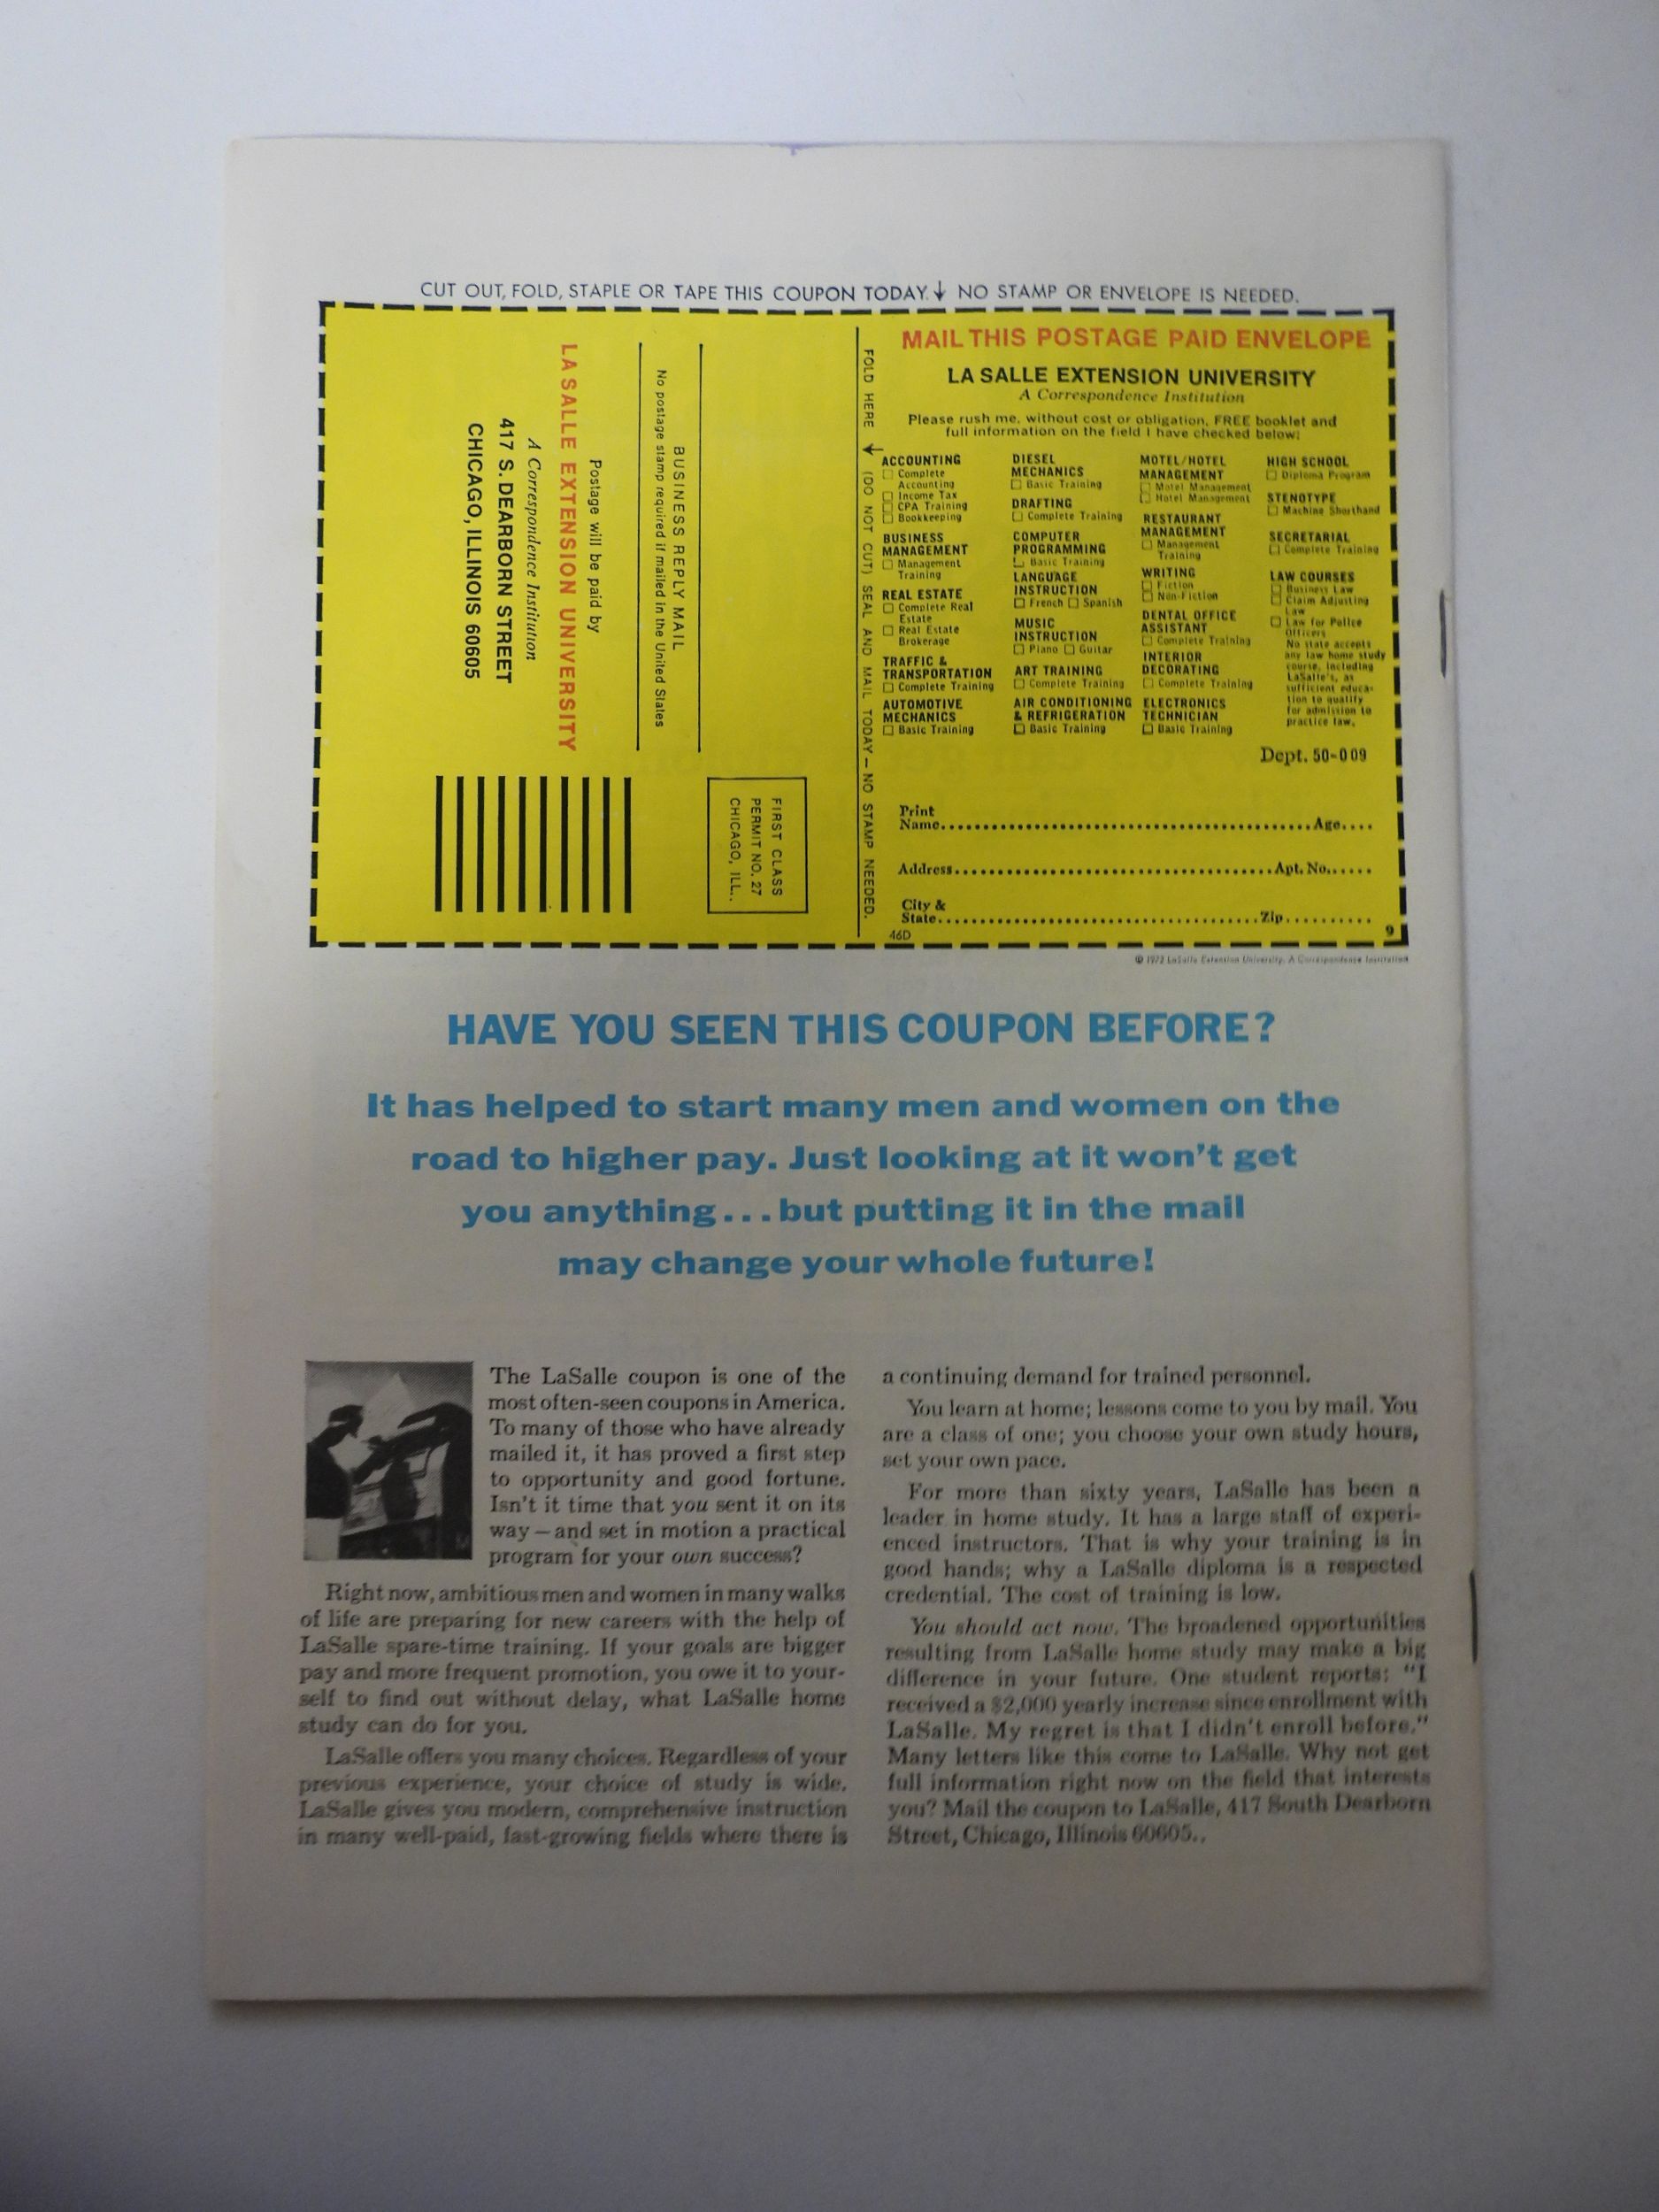 CUT OUT, FOLD, STAPLE OR TAPE THIS COUPON TODAY. ↓ NO STAMP OR ENVELOPE IS NEEDED.
BUSINESS REPLY MAIL
No postage stamp required if mailed in the United States
Postage will be paid by
LA SALLE EXTENSION UNIVERSITY
A Correspondence Institution
417 S. DEARBORN STREET
CHICAGO, ILLINOIS 60605
FIRST CLASS
PERMIT NO. 27
CHICAGO, ILL..
FOLD HERE ↓ (DO NOT CUT) SEAL AND MAIL TODAY — NO STAMP NEEDED.
MAIL THIS POSTAGE PAID ENVELOPE
LA SALLE EXTENSION UNIVERSITY
A Correspondence Institution
Please rush me, without cost or obligation, FREE booklet and
full information on the field I have checked below:
ACCOUNTING
☐ Complete
Accounting
☐ Income Tax
☐ CPA Training
☐ Bookkeeping
BUSINESS
MANAGEMENT
☐ Management
Training
REAL ESTATE
☐ Complete Real
Estate
☐ Real Estate
Brokerage
TRAFFIC &
TRANSPORTATION
☐ Complete Training
AUTOMOTIVE
MECHANICS
☐ Basic Training
DIESEL
MECHANICS
☐ Basic Training
DRAFTING
☐ Complete Training
COMPUTER
PROGRAMMING
☐ Basic Training
LANGUAGE
INSTRUCTION
☐ French ☐ Spanish
MUSIC
INSTRUCTION
☐ Piano ☐ Guitar
ART TRAINING
☐ Complete Training
AIR CONDITIONING
& REFRIGERATION
☐ Basic Training
MOTEL/HOTEL
MANAGEMENT
☐ Motel Management
☐ Hotel Management
RESTAURANT
MANAGEMENT
☐ Management
Training
WRITING
☐ Fiction
☐ Non-Fiction
DENTAL OFFICE
ASSISTANT
☐ Complete Training
INTERIOR
DECORATING
☐ Complete Training
ELECTRONICS
TECHNICIAN
☐ Basic Training
HIGH SCHOOL
☐ Diploma Program
STENOTYPE
☐ Machine Shorthand
SECRETARIAL
☐ Complete Training
LAW COURSES
☐ Business Law
☐ Claim Adjusting
Law
☐ Law for Police
Officers
No state accepts
any law home study
course, including
LaSalle's, as
sufficient educa-
tion to qualify
for admission to
practice law.
Dept. 50-009
Print
Name........Age....
Address........Apt. No......
City &
State........Zip..........
46D
9
© 1972 LaSalle Extension University, A Correspondence Institution
HAVE YOU SEEN THIS COUPON BEFORE?
It has helped to start many men and women on the
road to higher pay. Just looking at it won't get
you anything...but putting it in the mail
may change your whole future!
The LaSalle coupon is one of the
most often-seen coupons in America.
To many of those who have already
mailed it, it has proved a first step
to opportunity and good fortune.
Isn't it time that you sent it on its
way—and set in motion a practical
program for your own success?
Right now, ambitious men and women in many walks
of life are preparing for new careers with the help of
LaSalle spare-time training. If your goals are bigger
pay and more frequent promotion, you owe it to your-
self to find out without delay, what LaSalle home
study can do for you.
LaSalle offers you many choices. Regardless of your
previous experience, your choice of study is wide.
LaSalle gives you modern, comprehensive instruction
in many well-paid, fast-growing fields where there is
a continuing demand for trained personnel.
You learn at home; lessons come to you by mail. You
are a class of one; you choose your own study hours,
set your own pace.
For more than sixty years, LaSalle has been a
leader in home study. It has a large staff of experi-
enced instructors. That is why your training is in
good hands; why a LaSalle diploma is a respected
credential. The cost of training is low.
You should act now. The broadened opportunities
resulting from LaSalle home study may make a big
difference in your future. One student reports: "I
received a $2,000 yearly increase since enrollment with
LaSalle. My regret is that I didn't enroll before."
Many letters like this come to LaSalle. Why not get
full information right now on the field that interests
you? Mail the coupon to LaSalle, 417 South Dearborn
Street, Chicago, Illinois 60605..